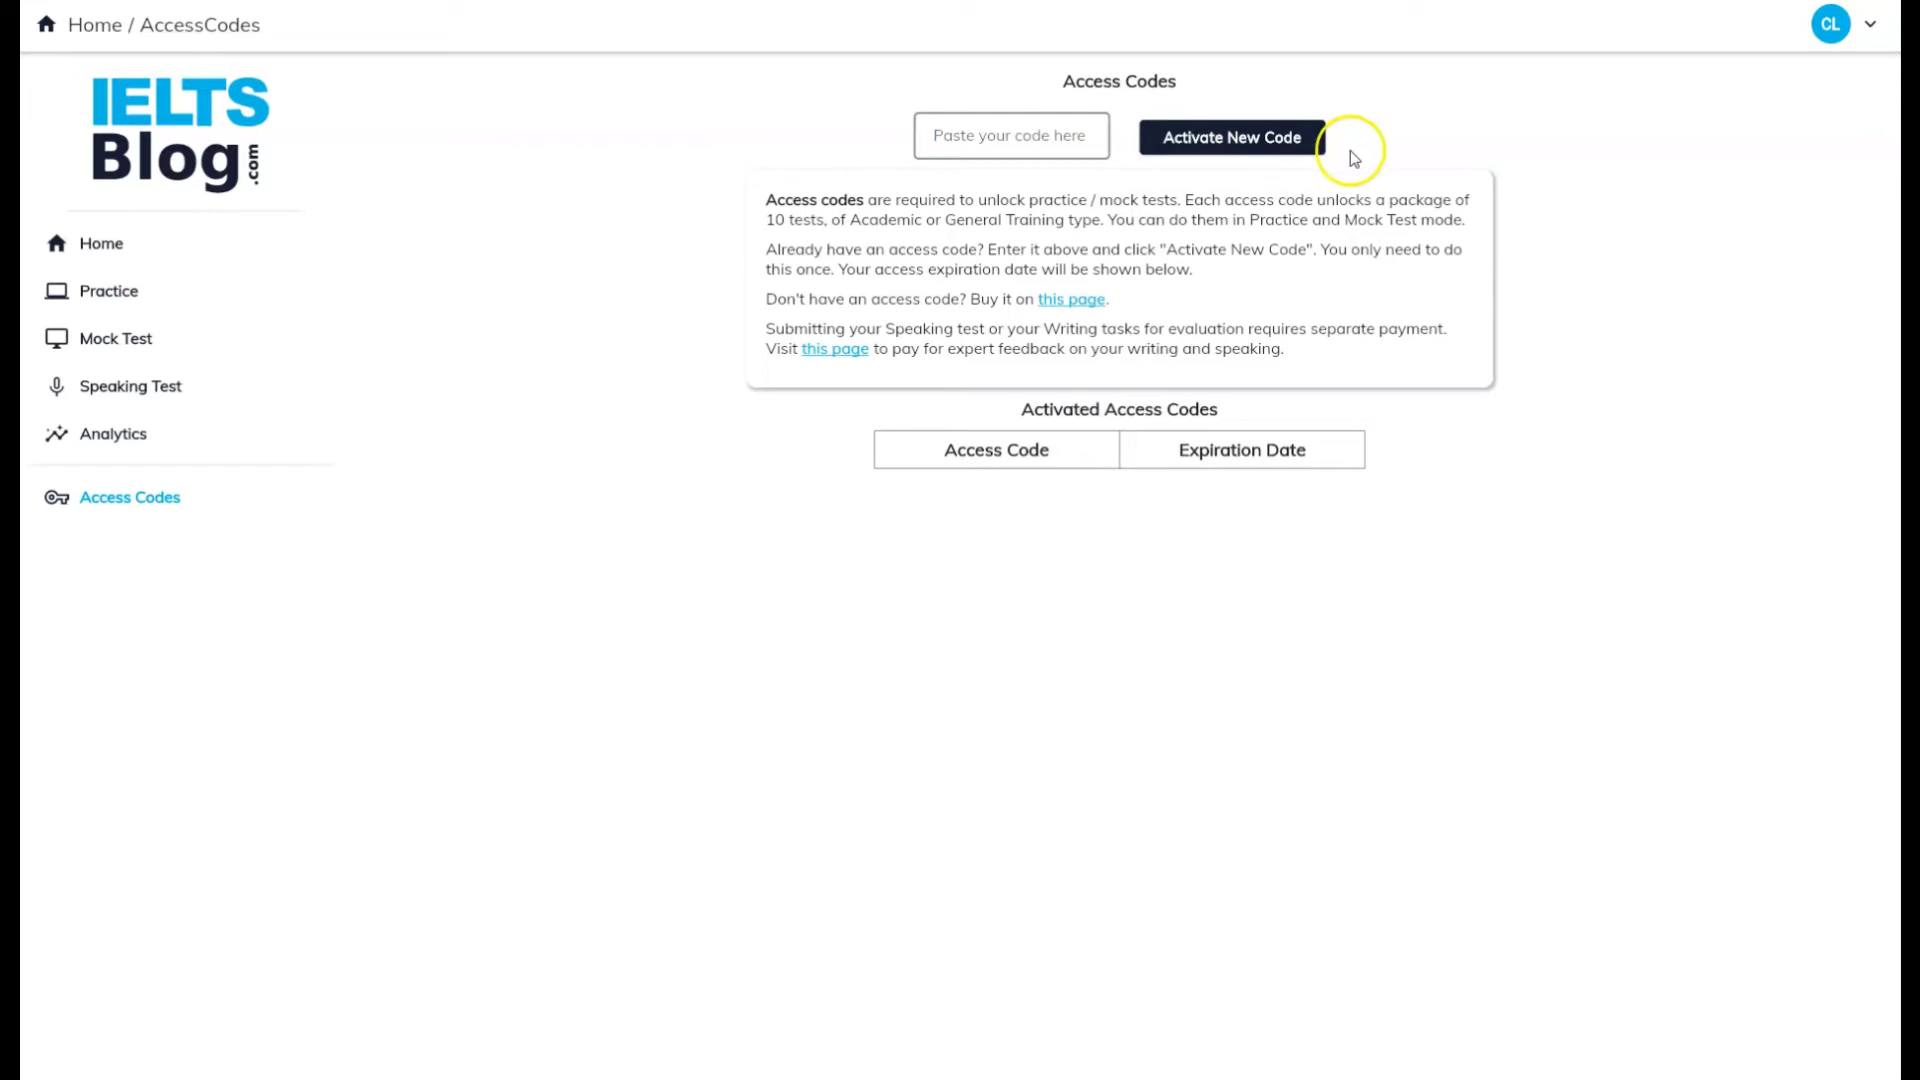 Home / AccessCodes
CL
IELTS
Blog.com
Home
Practice
Mock Test
Speaking Test
Analytics
Access Codes
Access Codes
Paste your code here
Activate New Code
Access codes are required to unlock practice / mock tests. Each access code unlocks a package of
10 tests, of Academic or General Training type. You can do them in Practice and Mock Test mode.
Already have an access code? Enter it above and click "Activate New Code". You only need to do
this once. Your access expiration date will be shown below.
Don't have an access code? Buy it on this page.
Submitting your Speaking test or your Writing tasks for evaluation requires separate payment.
Visit this page to pay for expert feedback on your writing and speaking.
Activated Access Codes
Access Code Expiration Date